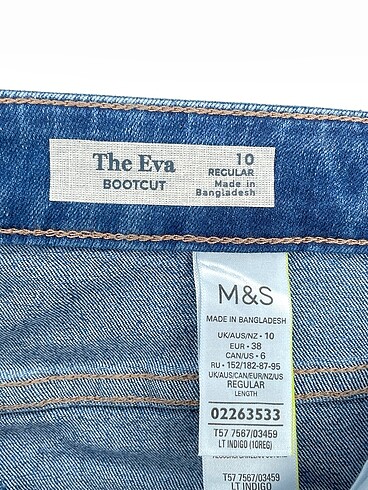 The Eva
BOOTCUT
10
REGULAR
Made in
Bangladesh
M&S
MADE IN BANGLADESH
UK/AUS/NZ • 10
EUR • 38
CAN/US • 6
RU • 152/182-87-95
UK/AUS/CAN/EUR/NZ/US
REGULAR
LENGTH
02263533
T57 7567/03459
LT INDIGO (10REG)
T57 7567/03459
LT INDIGO